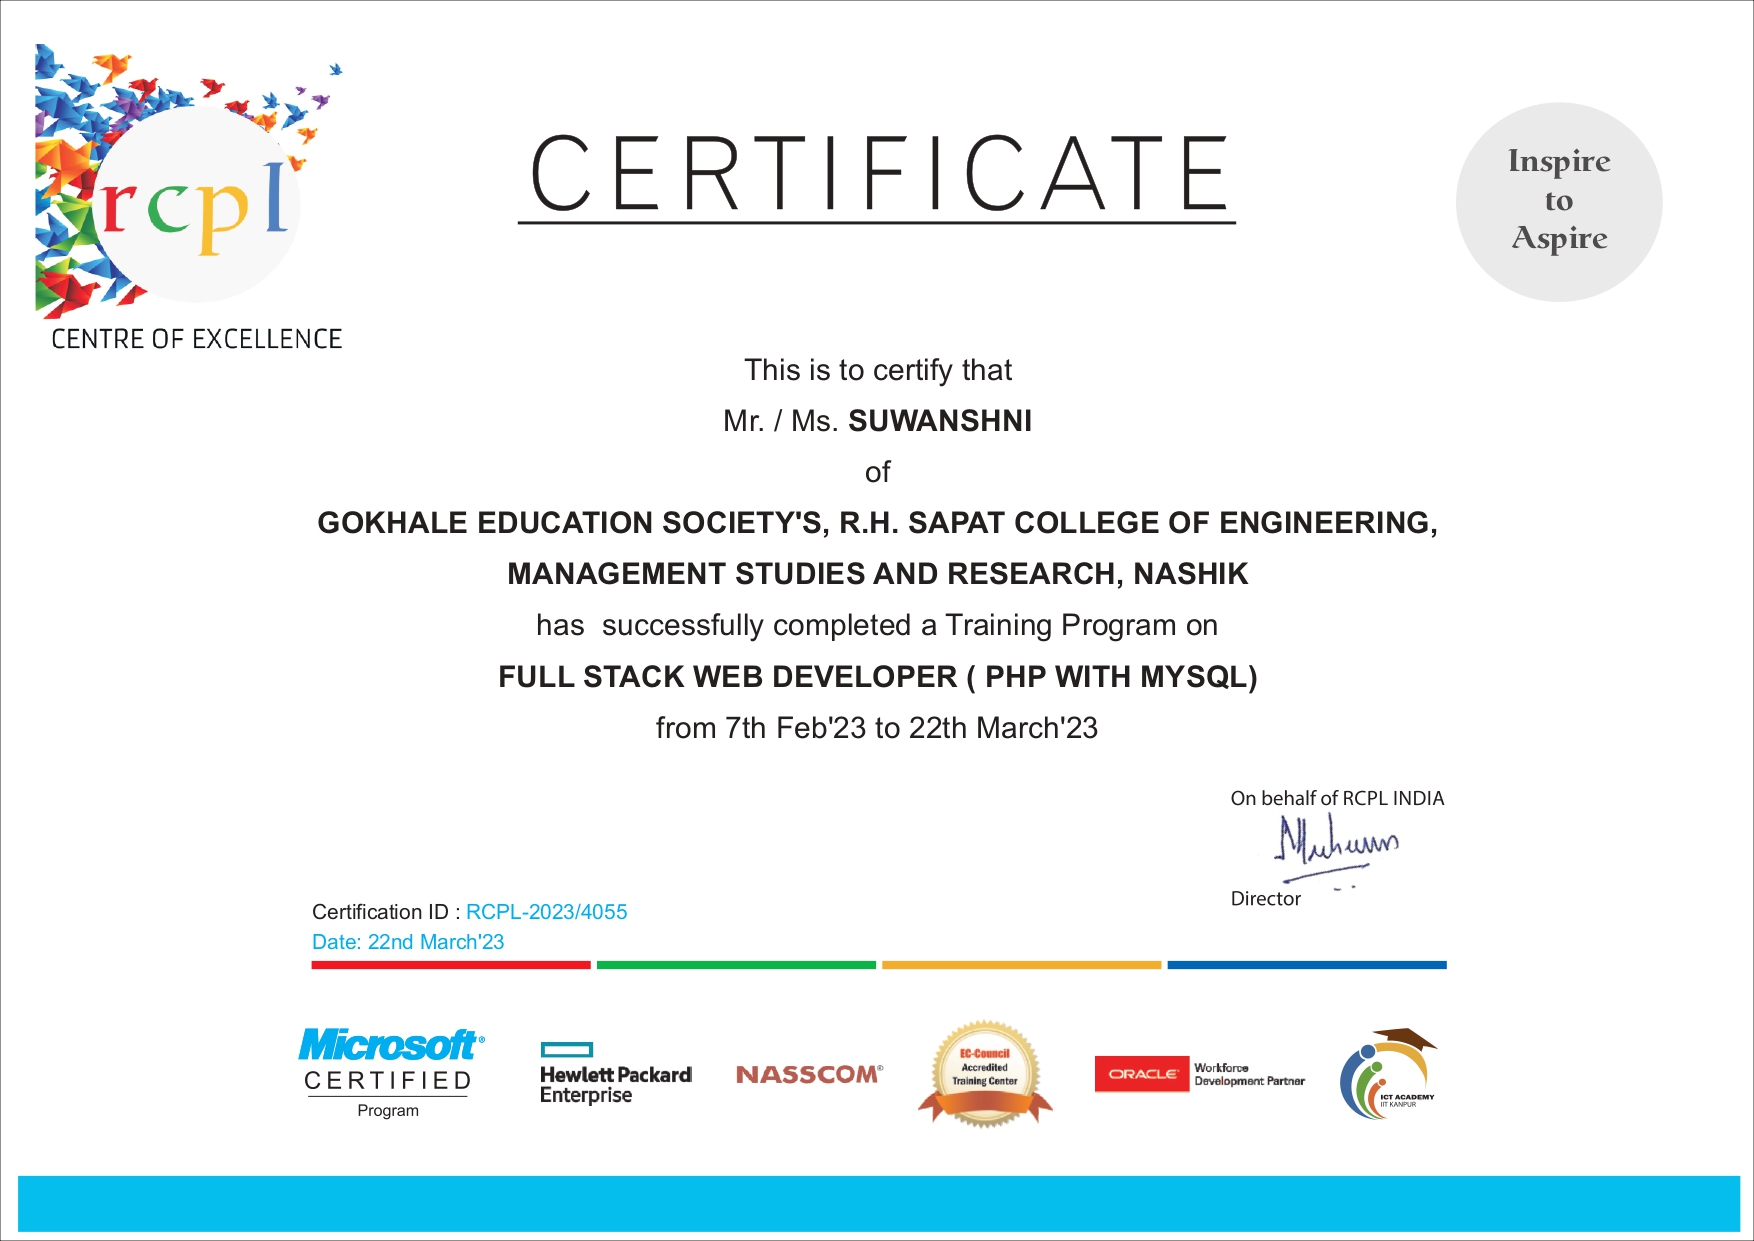 rcpl
CENTRE OF EXCELLENCE
CERTIFICATE
Inspire
to
Aspire
This is to certify that
Mr. / Ms. SUWANSHNI
of
GOKHALE EDUCATION SOCIETY'S, R.H. SAPAT COLLEGE OF ENGINEERING,
MANAGEMENT STUDIES AND RESEARCH, NASHIK
has  successfully completed a Training Program on
FULL STACK WEB DEVELOPER ( PHP WITH MYSQL)
from 7th Feb'23 to 22th March'23
On behalf of RCPL INDIA
Director
Certification ID : RCPL-2023/4055
Date: 22nd March'23
Microsoft®
CERTIFIED
Program
Hewlett Packard
Enterprise
NASSCOM®
EC-Council
Accredited
Training Center
ORACLE®
Workforce
Development Partner
ICT ACADEMY
IIT KANPUR